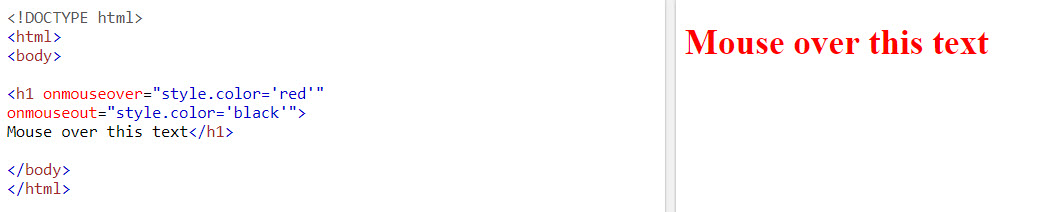 <!DOCTYPE html>
<html>
<body>
<h1 onmouseover="style.color='red'"
onmouseout="style.color='black'">
Mouse over this text</h1>
</body>
</html>
Mouse over this text